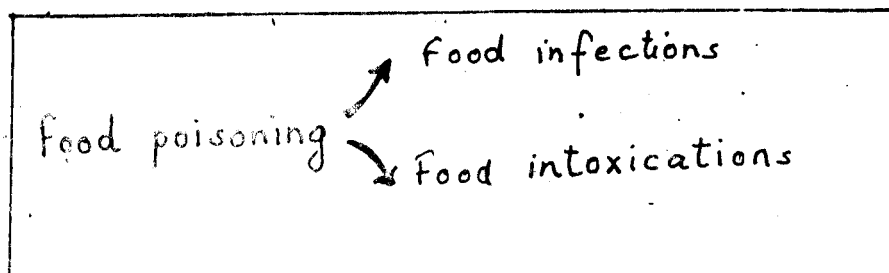 Food infections
Food poisoning
Food intoxications